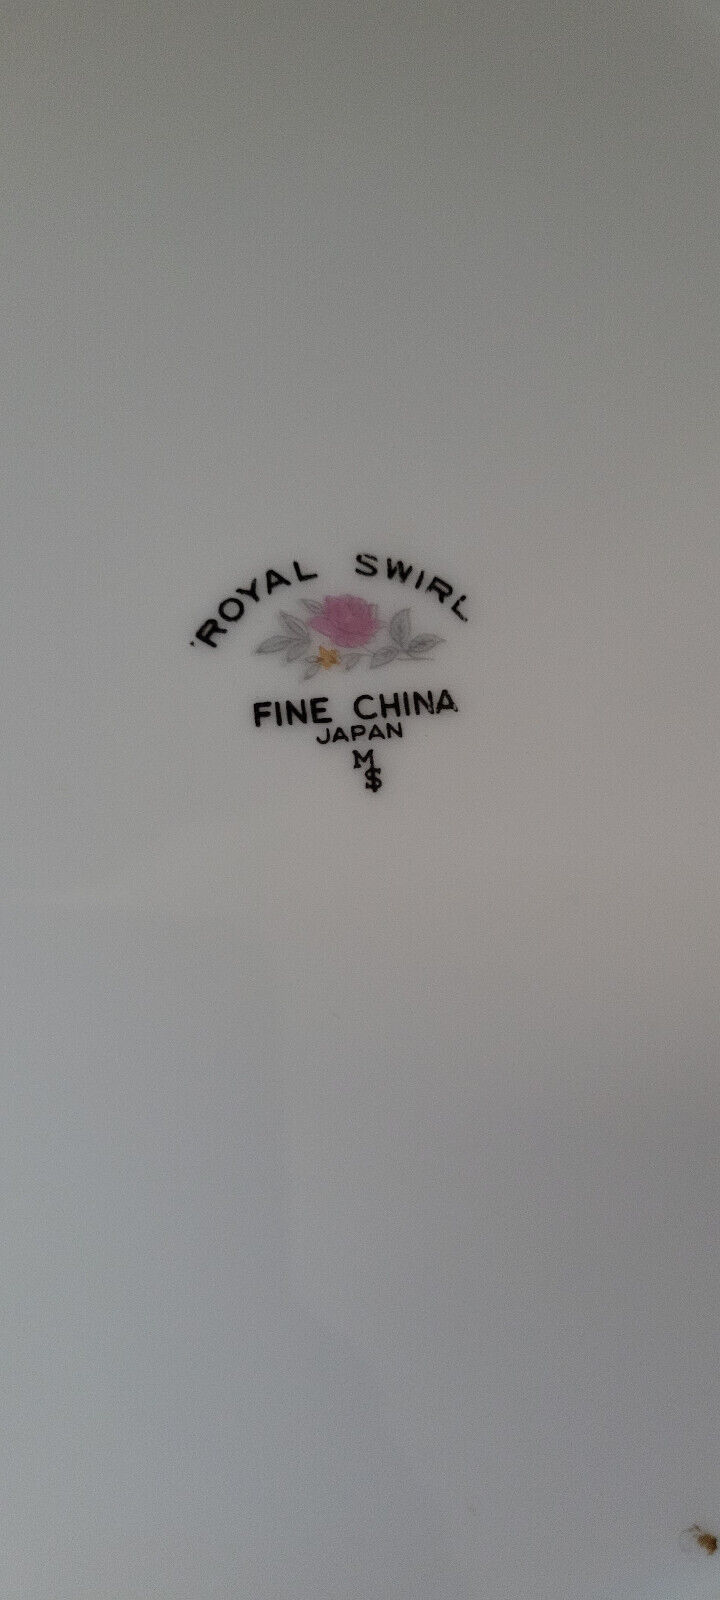 ROYAL SWIRL
FINE CHINA
JAPAN
M
$